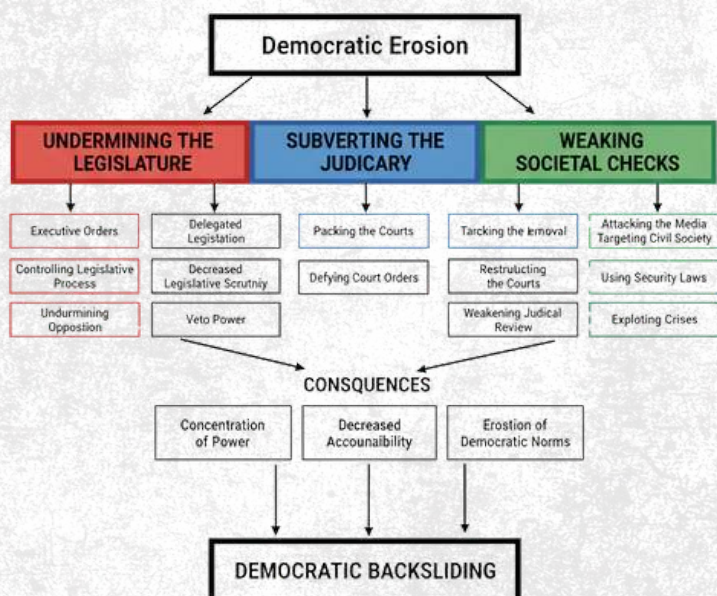 Democratic Erosion
UNDERMINING THE
LEGISLATURE
SUBVERTING THE
JUDICARY
WEAKING
SOCIETAL CHECKS
Executive Orders
Controlling Legislative
Process
Undurmining
Oppostion
Delegated
Legistation
Decreased
Legislative Scrutniy
Veto Power
Packing the Courts
Defying Court Orders
Tarcking the
Restrulucting
the Courts
Weakening Judical
Review
Attacking the Media
Targeting Civil Society
Using Security Laws
Exploting Crises
CONSQUENCES
Concentration
of Power
Decreased
Accounaibility
Erostion of
Democratic Norms
DEMOCRATIC BACKSLIDING